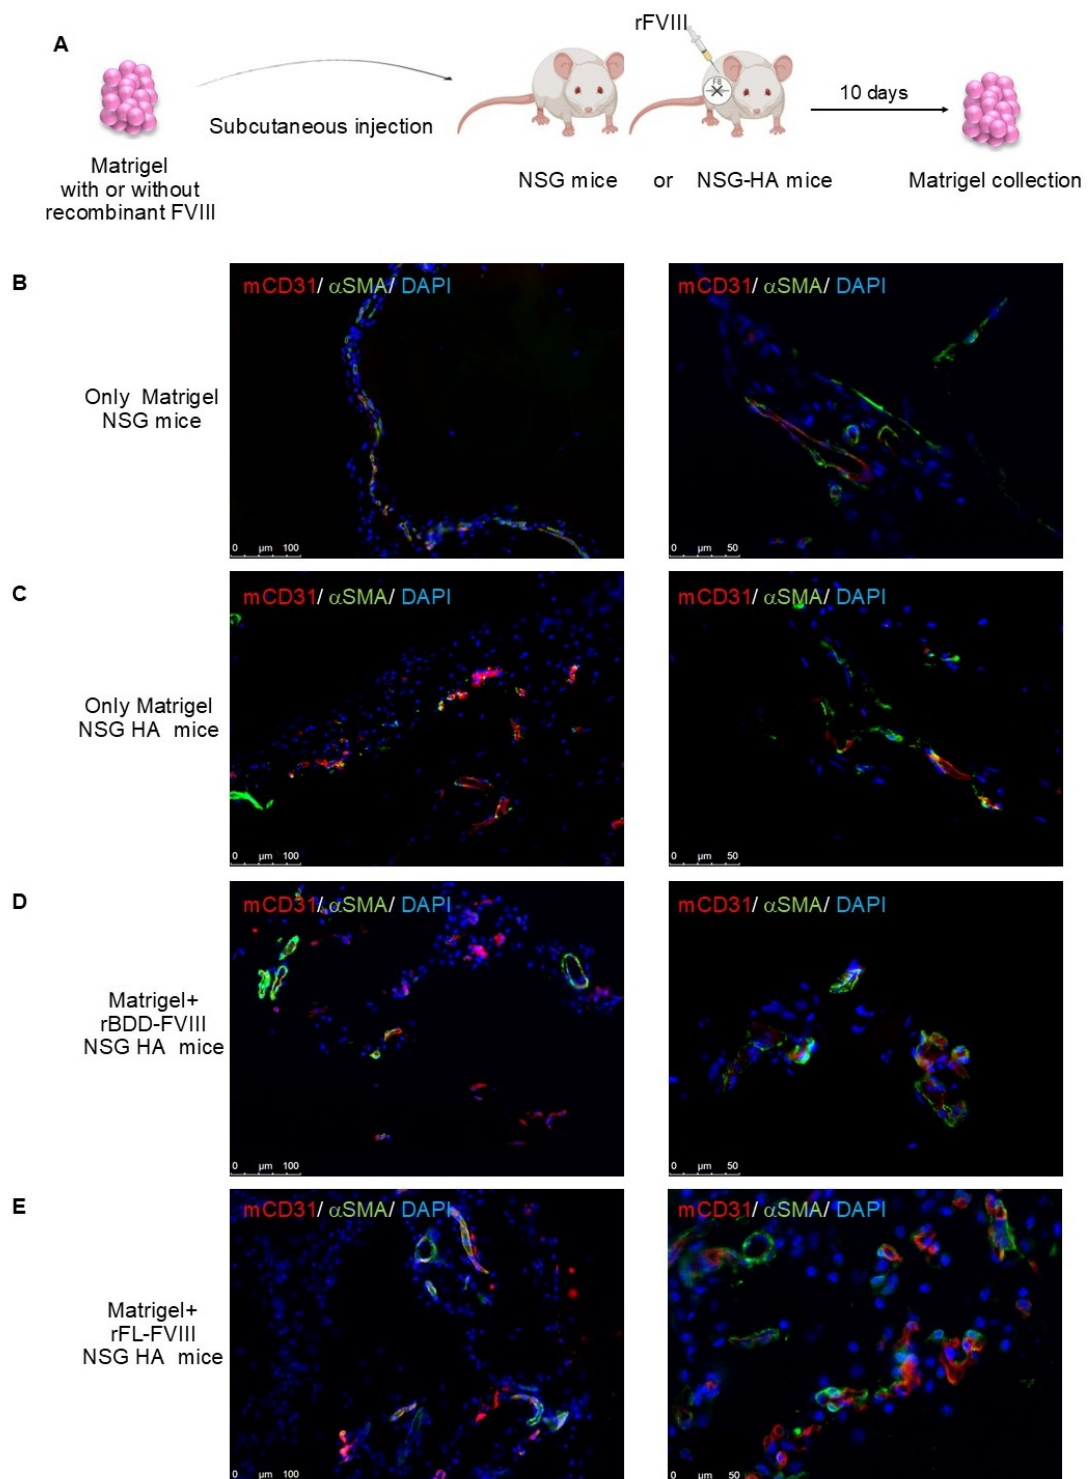 A
rFVIII
F8
10 days
Subcutaneous injection
Matrigel
with or without
recombinant FVIII
NSG mice or NSG-HA mice
Matrigel collection
B
Only Matrigel
NSG mice
mCD31/ αSMA/ DAPI
0 µm 100
mCD31/ αSMA/ DAPI
0 µm 50
C
Only Matrigel
NSG HA mice
mCD31/ αSMA/ DAPI
0 µm 100
mCD31/ αSMA/ DAPI
0 µm 50
D
Matrigel+
rBDD-FVIII
NSG HA mice
mCD31/ αSMA/ DAPI
0 µm 100
mCD31/ αSMA/ DAPI
0 µm 50
E
Matrigel+
rFL-FVIII
NSG HA mice
mCD31/ αSMA/ DAPI
0 µm 100
mCD31/ αSMA/ DAPI
0 µm 50